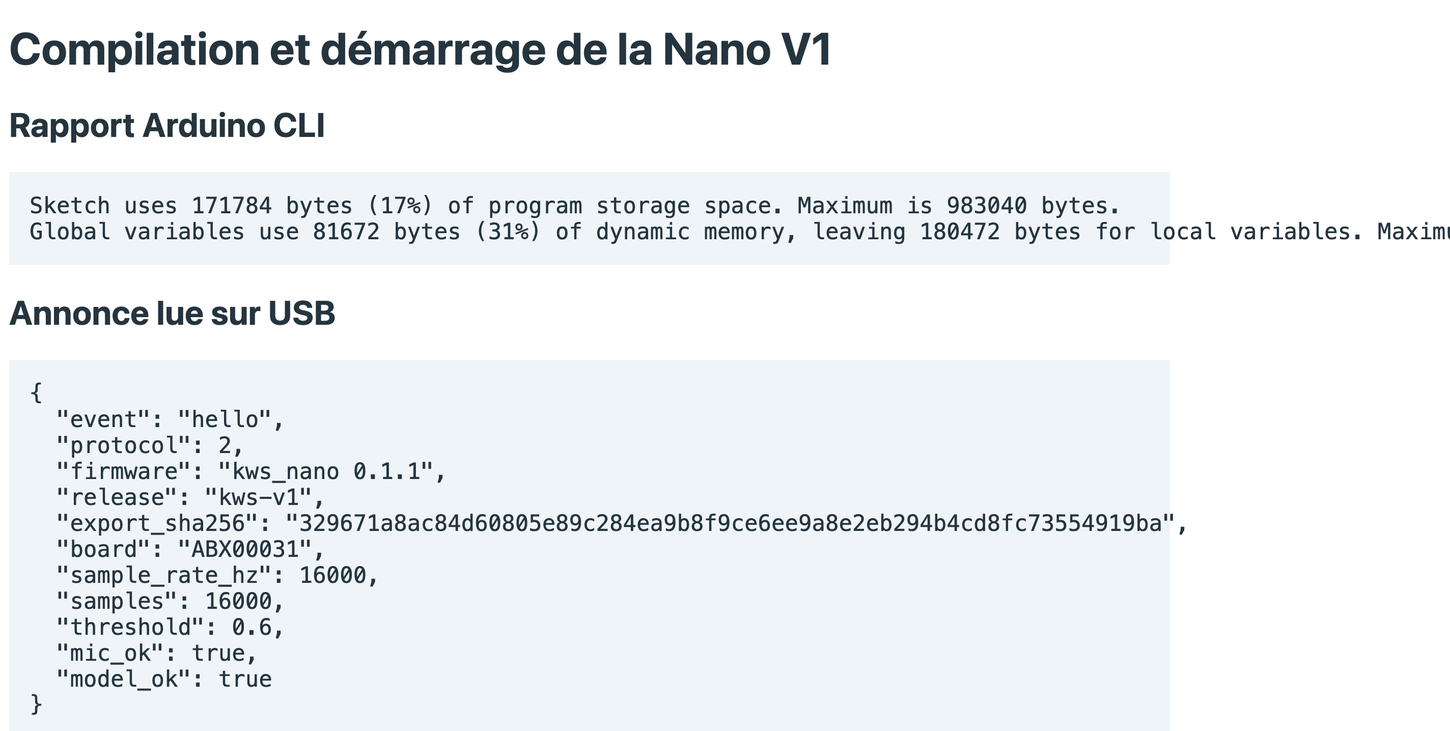 Compilation et démarrage de la Nano V1
Rapport Arduino CLI
Sketch uses 171784 bytes (17%) of program storage space. Maximum is 983040 bytes.
Global variables use 81672 bytes (31%) of dynamic memory, leaving 180472 bytes for local variables.
Annonce lue sur USB
{
  "event": "hello",
  "protocol": 2,
  "firmware": "kws_nano 0.1.1",
  "release": "kws-v1",
  "export_sha256": "329671a8ac84d60805e89c284ea9b8f9ce6ee9a8e2eb294b4cd8fc73554919ba",
  "board": "ABX00031",
  "sample_rate_hz": 16000,
  "samples": 16000,
  "threshold": 0.6,
  "mic_ok": true,
  "model_ok": true
}